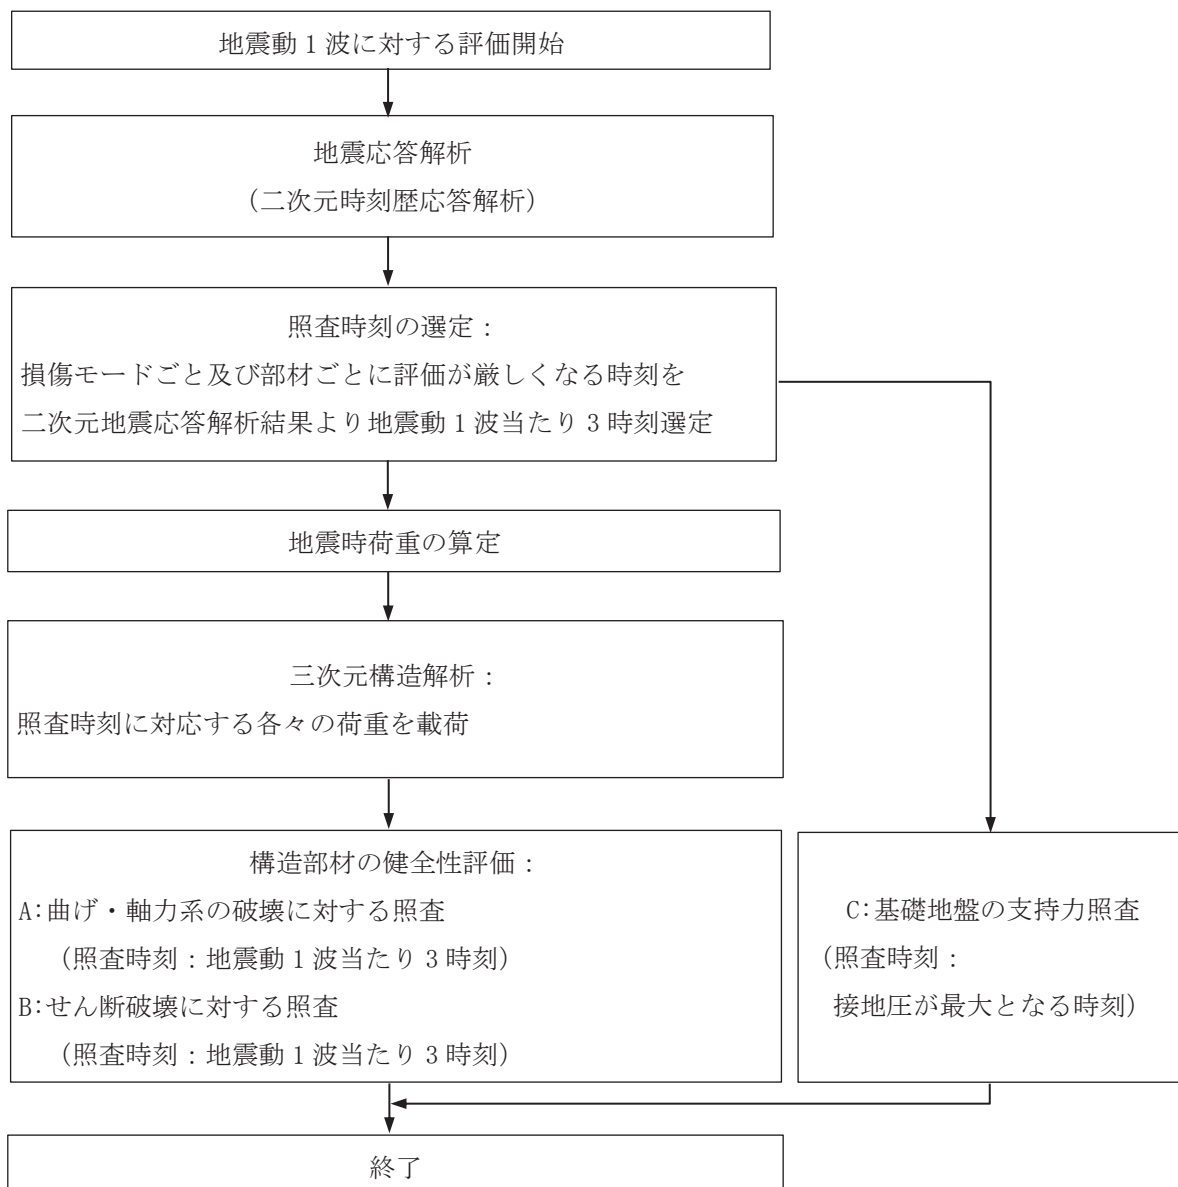 地震動1波に対する評価開始
地震応答解析
(二次元時刻歴応答解析)
照査時刻の選定:
損傷モードごと及び部材ごとに評価が厳しくなる時刻を
二次元地震応答解析結果より地震動1波当たり3時刻選定
地震時荷重の算定
三次元構造解析:
照査時刻に対応する各々の荷重を載荷
構造部材の健全性評価:
A:曲げ・軸力系の破壊に対する照査
(照査時刻:地震動1波当たり3時刻)
B:せん断破壊に対する照査
(照査時刻:地震動1波当たり3時刻)
C:基礎地盤の支持力照査
(照査時刻:
接地圧が最大となる時刻)
終了